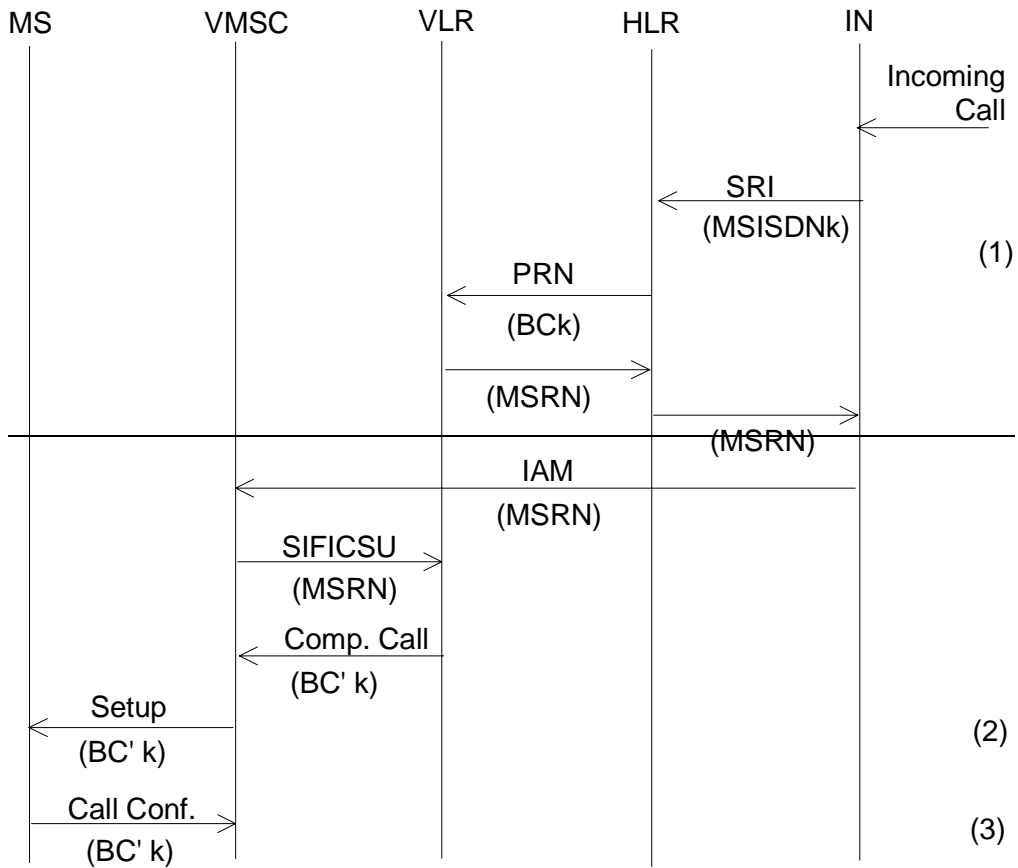 MS VMSC VLR HLR IN
Incoming
Call
SRI
(MSISDNk)
(1)
PRN
(BCk)
(MSRN)
(MSRN)
IAM
(MSRN)
SIFICSU
(MSRN)
Comp. Call
(BC' k)
Setup
(2)
(BC' k)
Call Conf.
(3)
(BC' k)